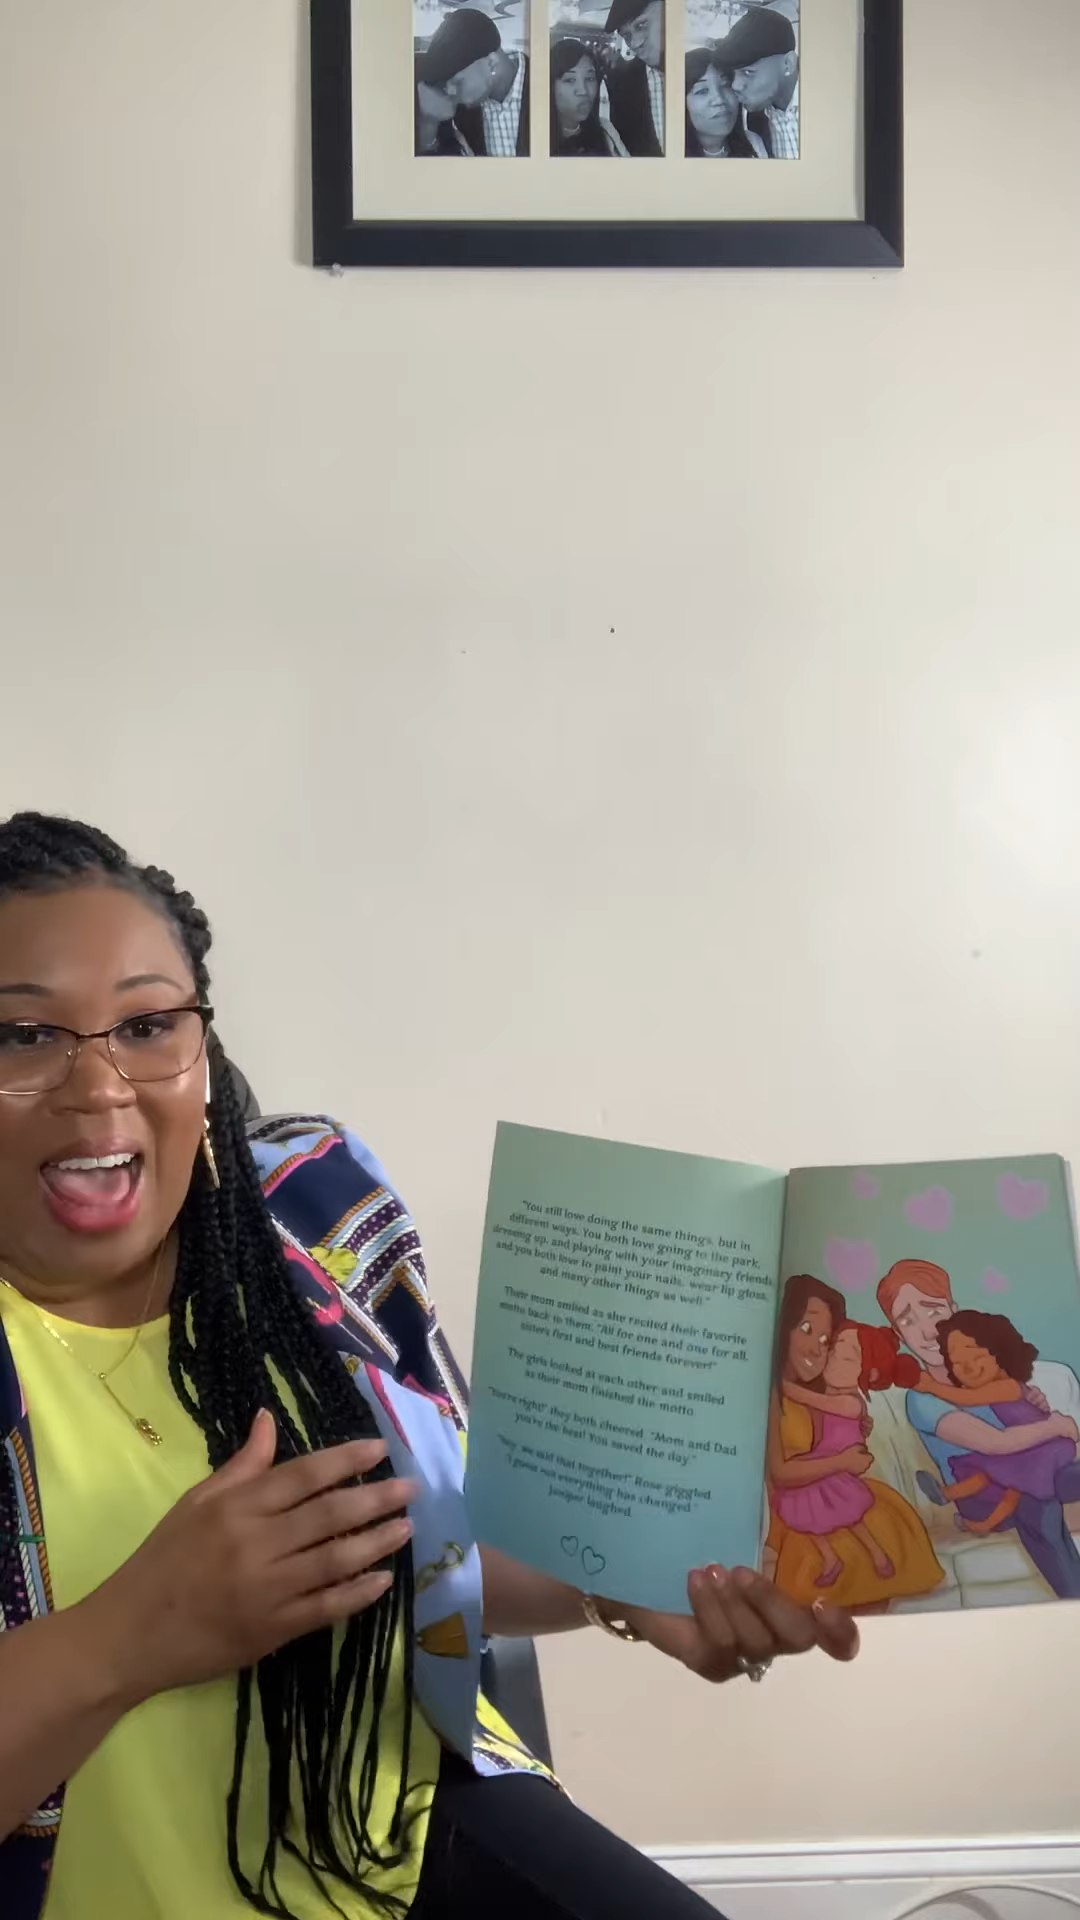 "You still love doing the same things, but in
different ways. You both love going to the park,
dressing up, and playing with your imaginary friends,
and you both love to paint your nails, wear lip gloss,
and many other things as well."
Their mom smiled as she recited their favorite
motto back to them. "All for one and one for all,
sisters first and best friends forever!"
The girls looked at each other and smiled
as their mom finished the motto.
"You're right!" they both cheered. "Mom and Dad
you're the best! You saved the day."
"Hey, we said that together!" Rose giggled.
"I guess not everything has changed."
Juniper laughed.